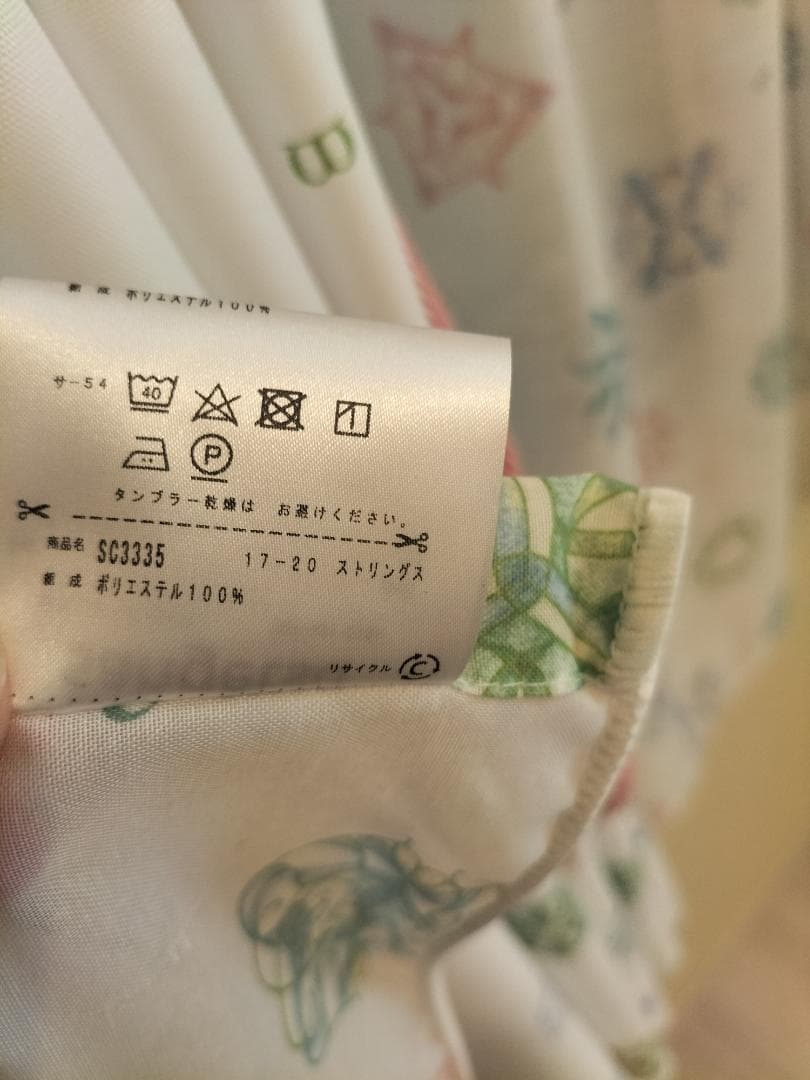 B
組 成 ポリエステル100%
サ-54 40
P
タンブラー乾燥は お避けください。
商品名 SC3335 17-20 ストリングス
組 成 ポリエステル100%
リサイクル C